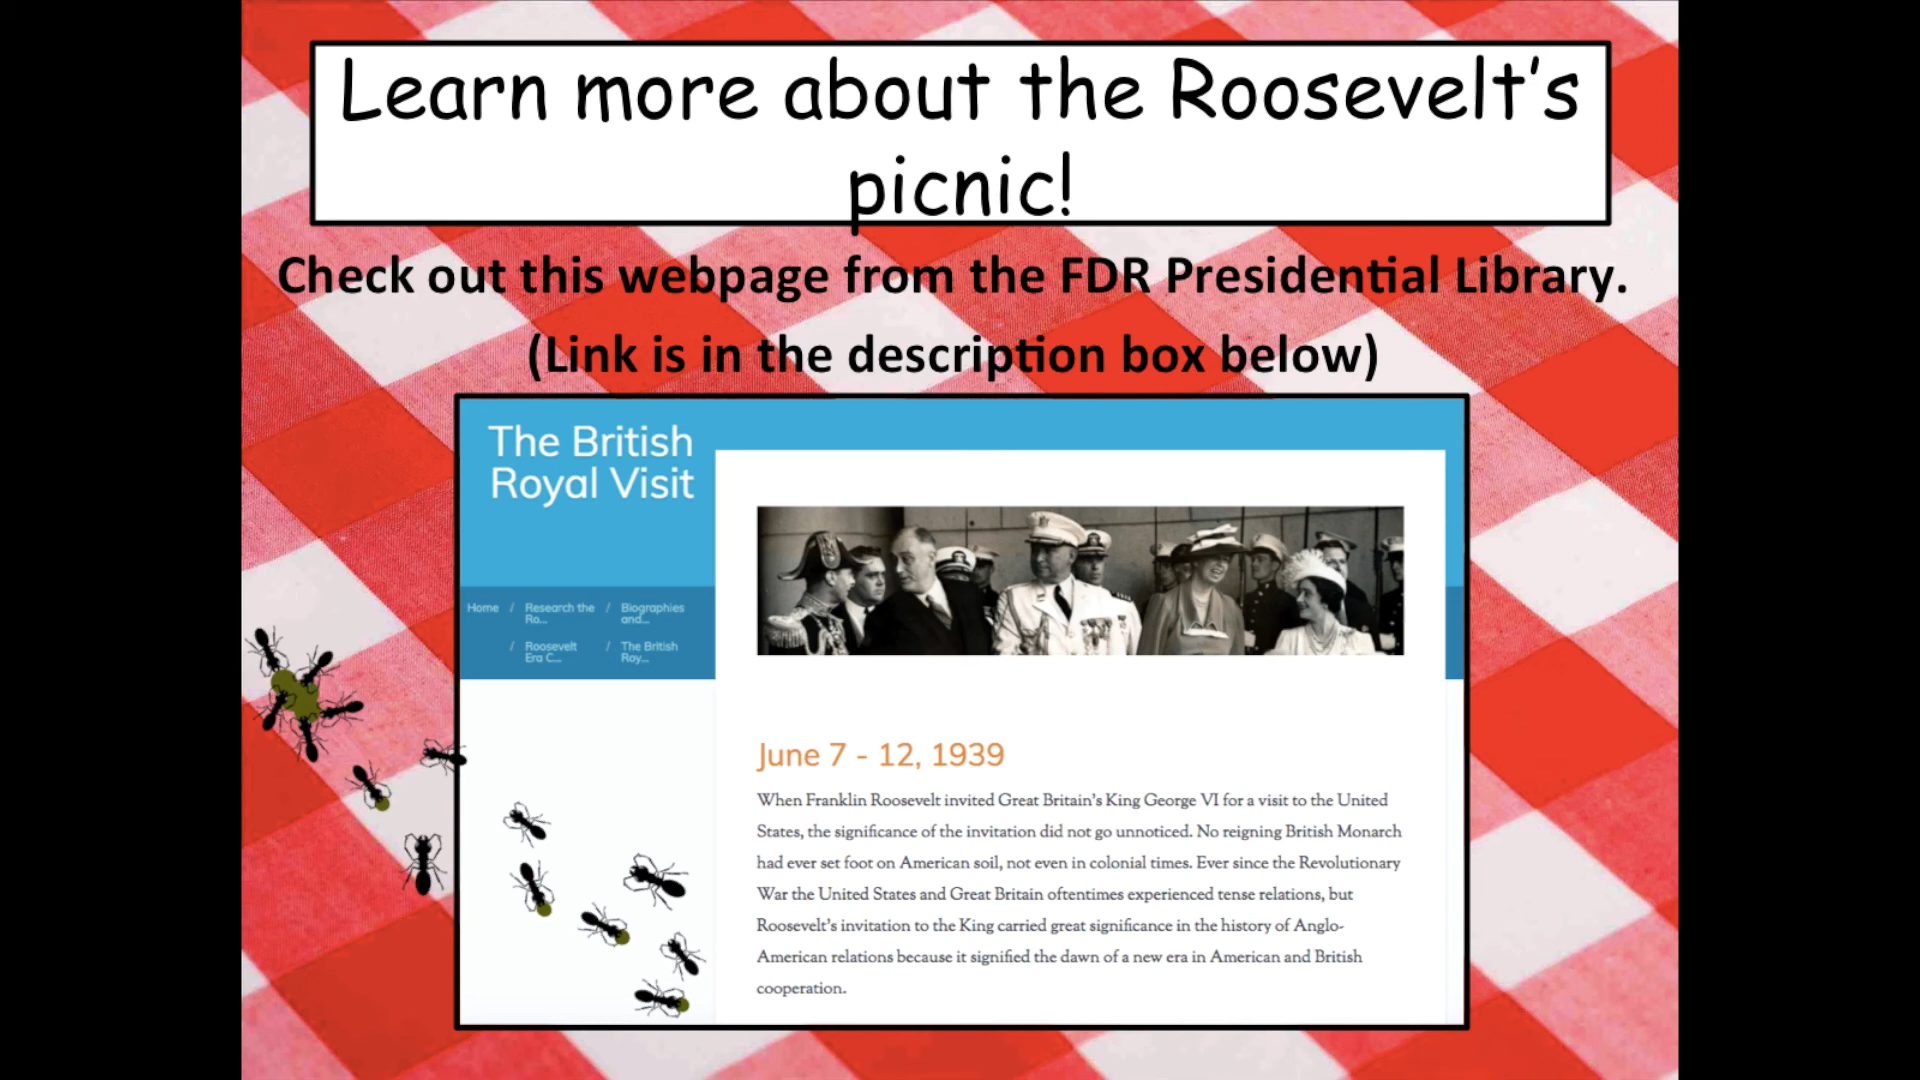 Learn more about the Roosevelt’s
picnic!
Check out this webpage from the FDR Presidential Library.
(Link is in the description box below)
The British
Royal Visit
Home / Research the Ro... / Biographies and...
/ Roosevelt Era C... / The British Roy...
June 7 - 12, 1939
When Franklin Roosevelt invited Great Britain’s King George VI for a visit to the United
States, the significance of the invitation did not go unnoticed. No reigning British Monarch
had ever set foot on American soil, not even in colonial times. Ever since the Revolutionary
War the United States and Great Britain oftentimes experienced tense relations, but
Roosevelt’s invitation to the King carried great significance in the history of Anglo-
American relations because it signified the dawn of a new era in American and British
cooperation.